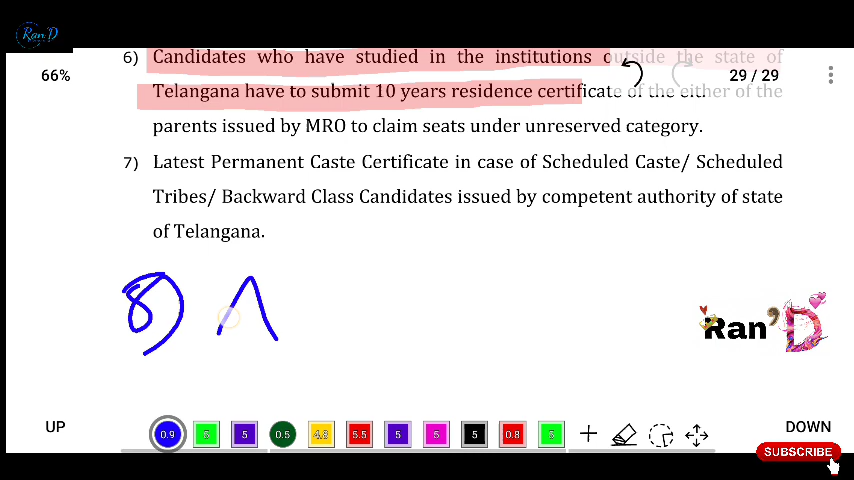 Ran'D
6) Candidates who have studied in the institutions outside the state of
66%
29 / 29
Telangana have to submit 10 years residence certificate of the either of the
parents issued by MRO to claim seats under unreserved category.
7) Latest Permanent Caste Certificate in case of Scheduled Caste/ Scheduled
Tribes/ Backward Class Candidates issued by competent authority of state
of Telangana.
8)
Ran'D
UP
0.9 5 5 0.5 4.8 5.5 5 5 5 0.8 5
DOWN
SUBSCRIBE